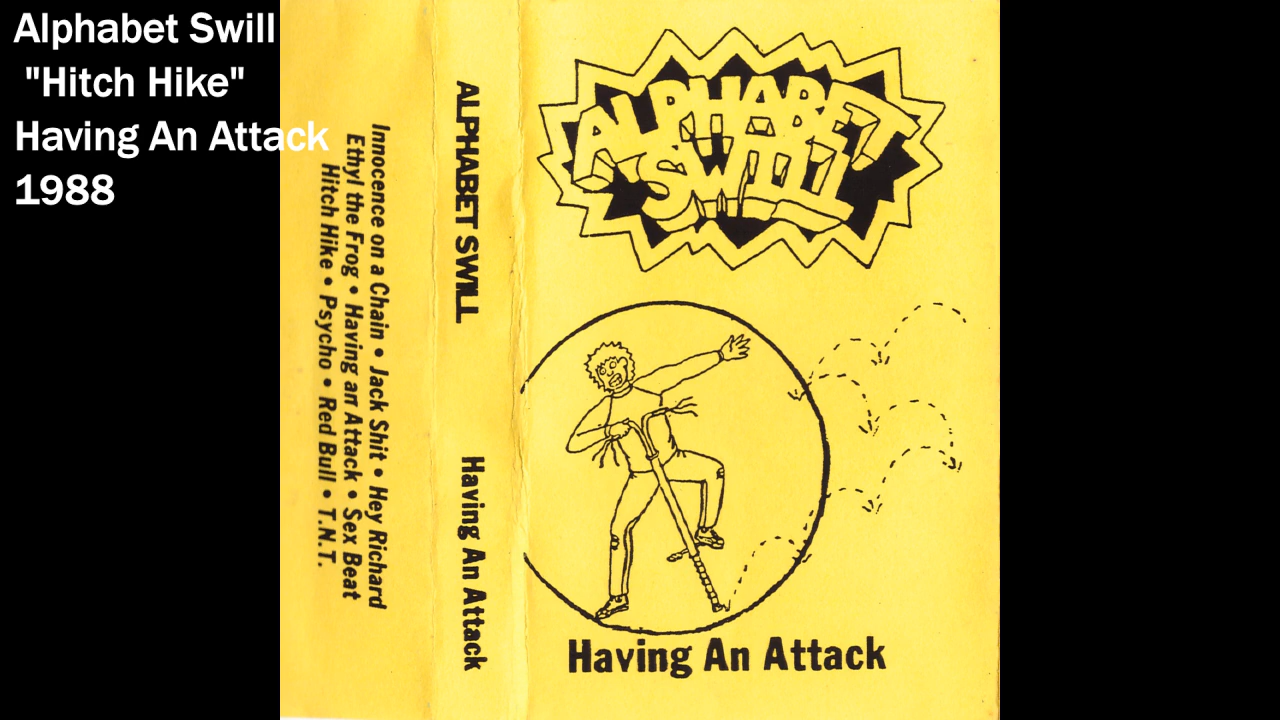 Alphabet Swill
"Hitch Hike"
Having An Attack
1988
Innocence on a Chain • Jack Shit • Hey Richard
Ethyl the Frog • Having an Attack • Sex Beat
Hitch Hike • Psycho • Red Bull • T.N.T.
ALPHABET SWILL
Having An Attack
ALPHABET
SWILL
Having An Attack